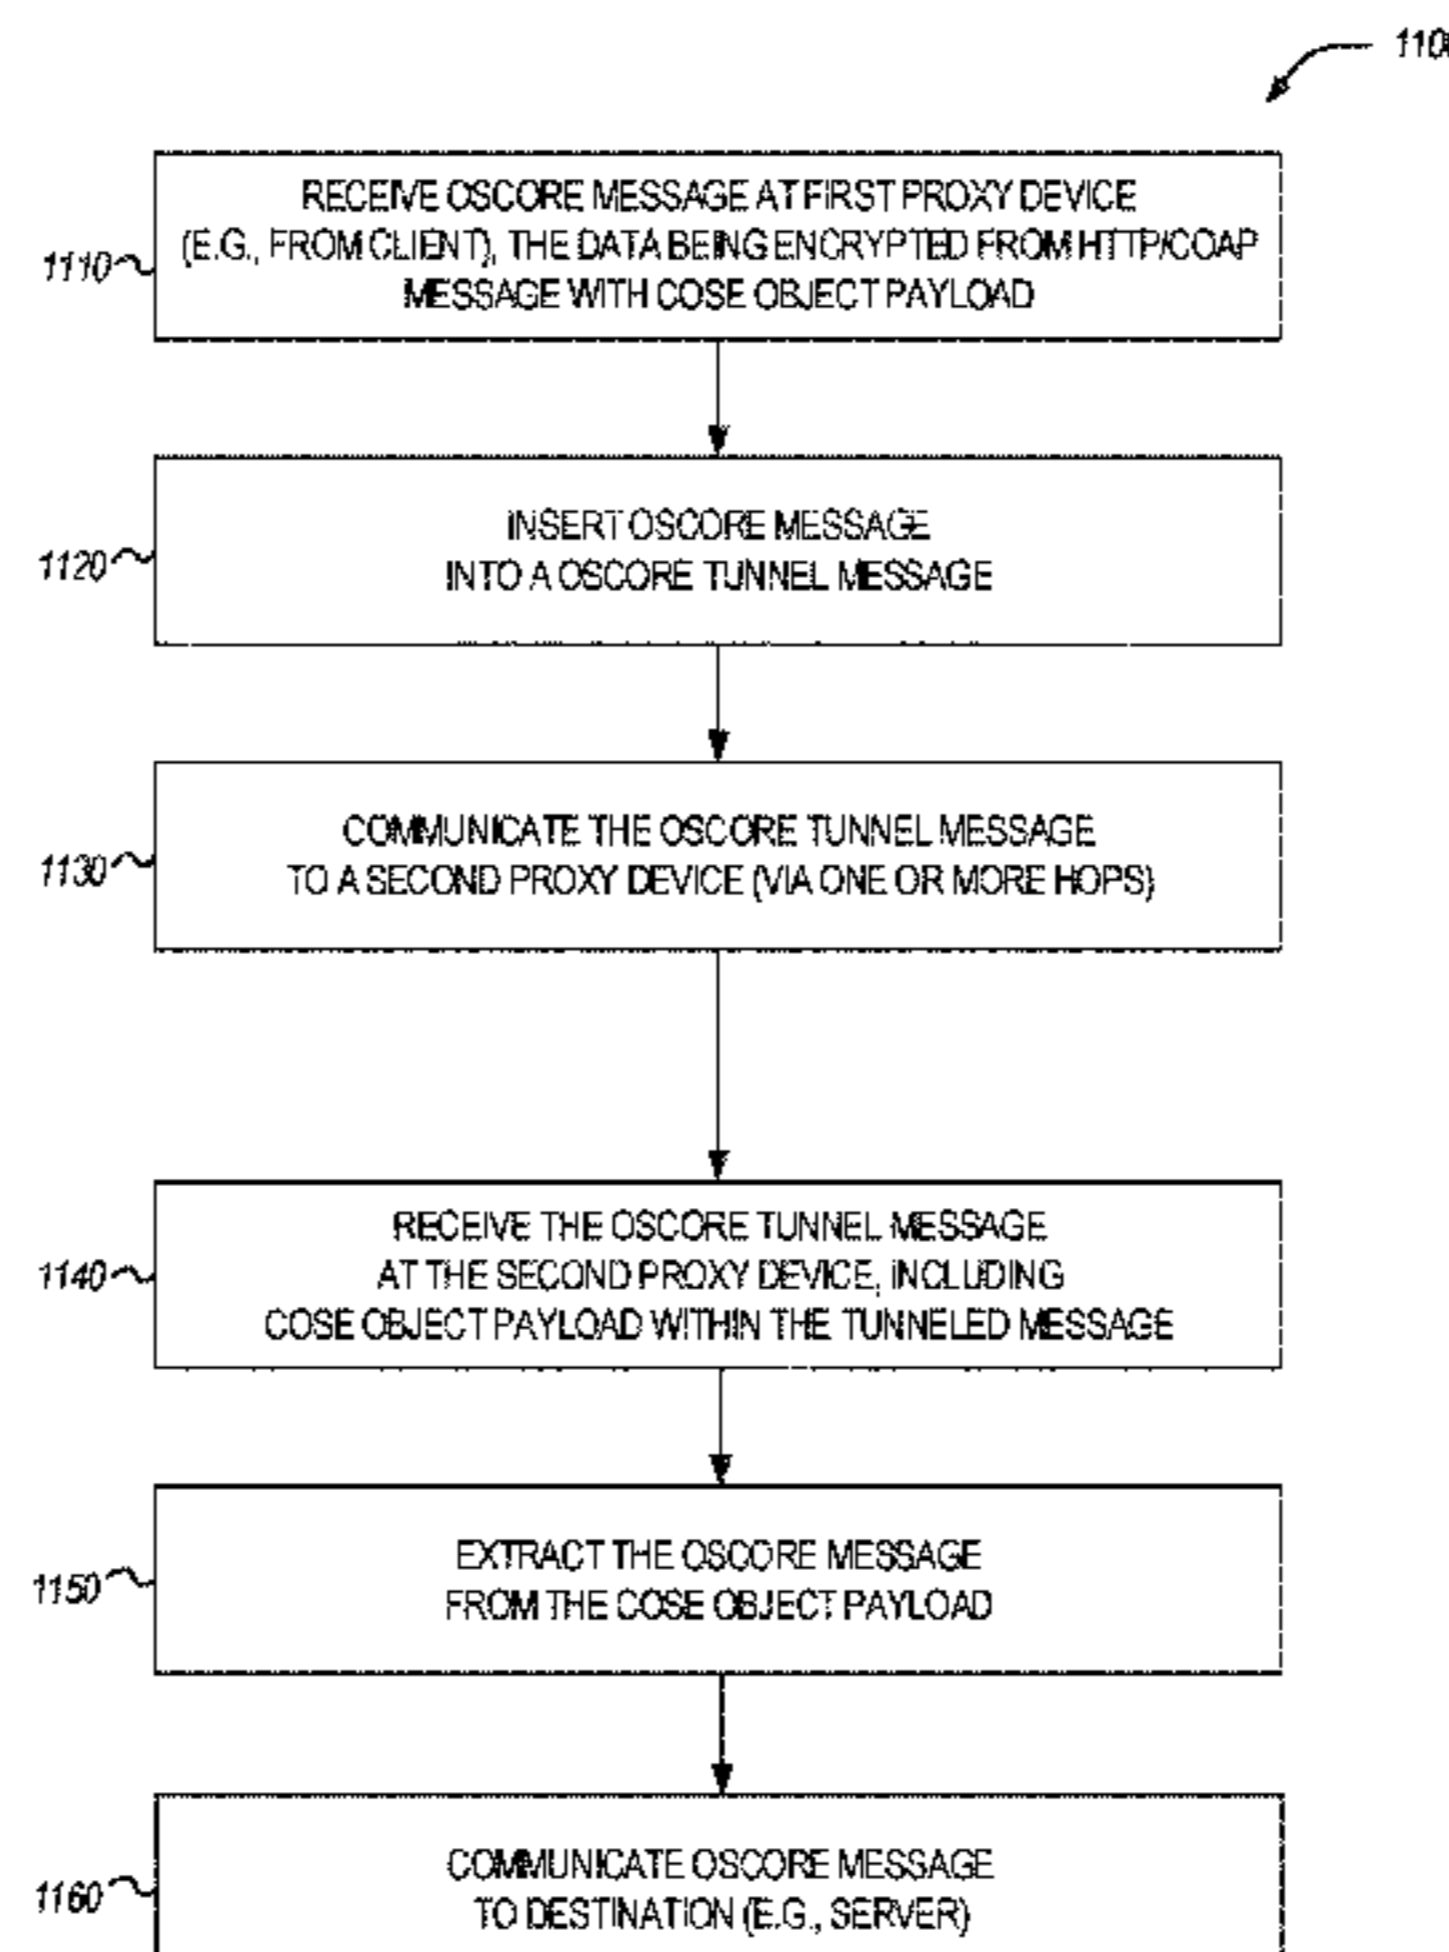 1100
RECEIVE OSCORE MESSAGE AT FIRST PROXY DEVICE
(E.G., FROM CLIENT), THE DATA BEING ENCRYPTED FROM HTTP/COAP
MESSAGE WITH COSE OBJECT PAYLOAD
1110
INSERT OSCORE MESSAGE
INTO A OSCORE TUNNEL MESSAGE
1120
COMMUNICATE THE OSCORE TUNNEL MESSAGE
TO A SECOND PROXY DEVICE (VIA ONE OR MORE HOPS)
1130
RECEIVE THE OSCORE TUNNEL MESSAGE
AT THE SECOND PROXY DEVICE, INCLUDING
COSE OBJECT PAYLOAD WITHIN THE TUNNELED MESSAGE
1140
EXTRACT THE OSCORE MESSAGE
FROM THE COSE OBJECT PAYLOAD
1150
COMMUNICATE OSCORE MESSAGE
TO DESTINATION (E.G., SERVER)
1160